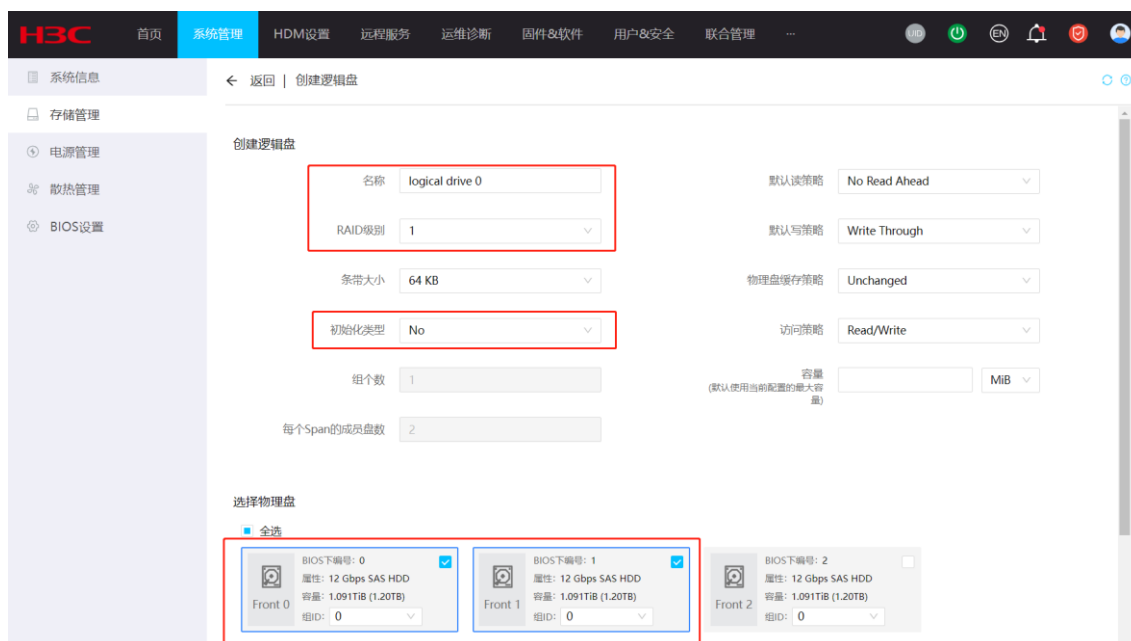 H3C 首页 系统管理 HDM设置 远程服务 运维诊断 固件&软件 用户&安全 联合管理 ... UID EN
系统信息
存储管理
电源管理
散热管理
BIOS设置
← 返回 | 创建逻辑盘
创建逻辑盘
名称 logical drive 0 默认读策略 No Read Ahead
RAID级别 1 默认写策略 Write Through
条带大小 64 KB 物理盘缓存策略 Unchanged
初始化类型 No 访问策略 Read/Write
组个数 1 容量 MiB
(默认使用当前配置的最大容
量)
每个Span的成员盘数 2
选择物理盘
全选
BIOS下编号: 0 BIOS下编号: 1 BIOS下编号: 2
属性: 12 Gbps SAS HDD 属性: 12 Gbps SAS HDD 属性: 12 Gbps SAS HDD
容量: 1.091TiB (1.20TB) 容量: 1.091TiB (1.20TB) 容量: 1.091TiB (1.20TB)
Front 0 Front 1 Front 2
组ID: 0 组ID: 0 组ID: 0